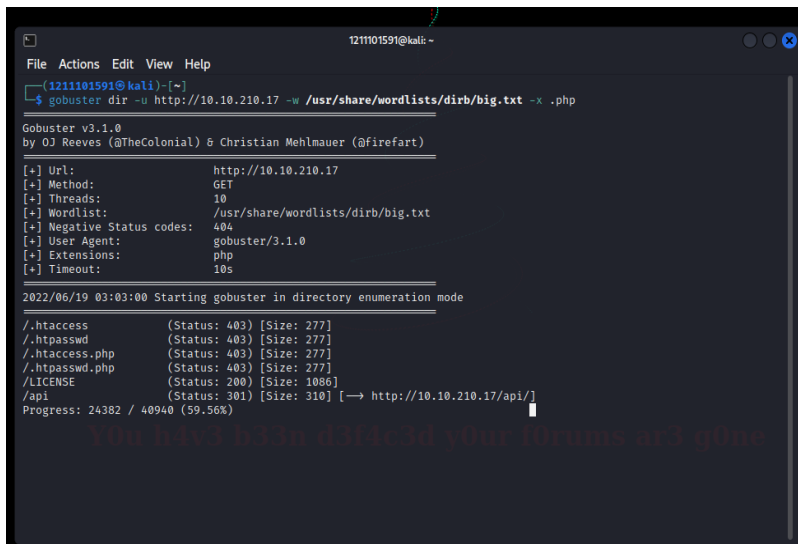 1211101591@kali: ~
File Actions Edit View Help
(1211101591㉿kali)-[~]
$ gobuster dir -u http://10.10.210.17 -w /usr/share/wordlists/dirb/big.txt -x .php
Gobuster v3.1.0
by OJ Reeves (@TheColonial) & Christian Mehlmauer (@firefart)
[+] Url: http://10.10.210.17
[+] Method: GET
[+] Threads: 10
[+] Wordlist: /usr/share/wordlists/dirb/big.txt
[+] Negative Status codes: 404
[+] User Agent: gobuster/3.1.0
[+] Extensions: php
[+] Timeout: 10s
2022/06/19 03:03:00 Starting gobuster in directory enumeration mode
/.htaccess (Status: 403) [Size: 277]
/.htpasswd (Status: 403) [Size: 277]
/.htaccess.php (Status: 403) [Size: 277]
/.htpasswd.php (Status: 403) [Size: 277]
/LICENSE (Status: 200) [Size: 1086]
/api (Status: 301) [Size: 310] [--> http://10.10.210.17/api/]
Progress: 24382 / 40940 (59.56%)
Y0u h4v3 b33n d3f4c3d y0ur f0rums ar3 g0ne